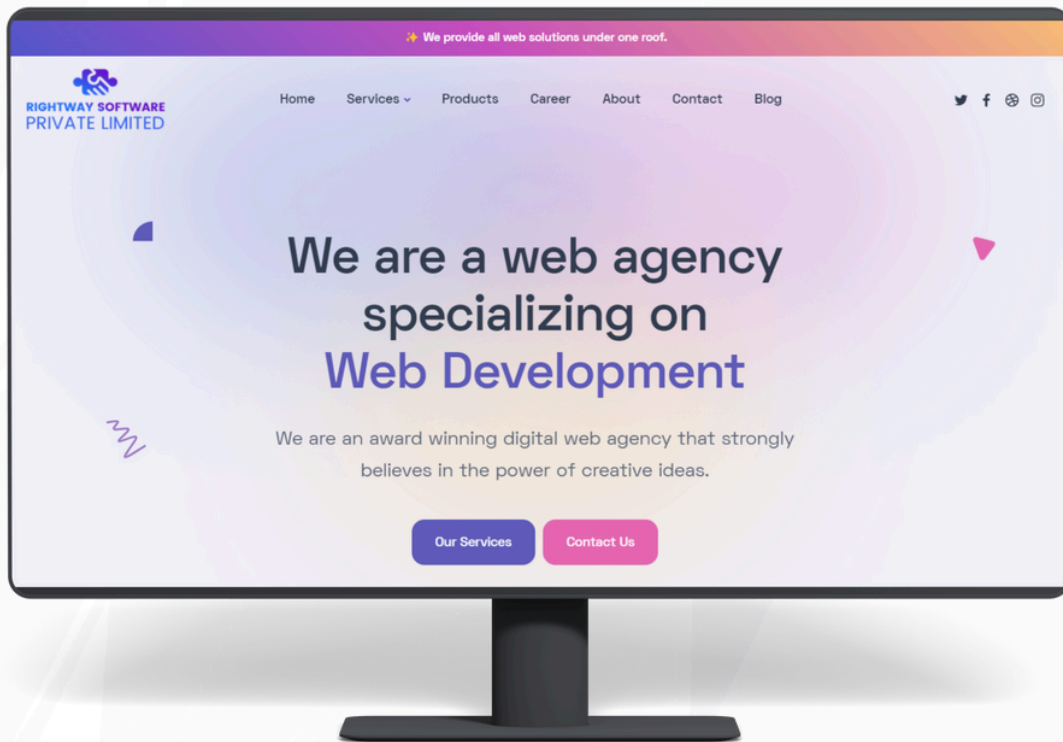 ✨ We provide all web solutions under one roof.
RIGHTWAY SOFTWARE
PRIVATE LIMITED
Home Services Products Career About Contact Blog
We are a web agency
specializing on
Web Development
We are an award winning digital web agency that strongly
believes in the power of creative ideas.
Our Services Contact Us